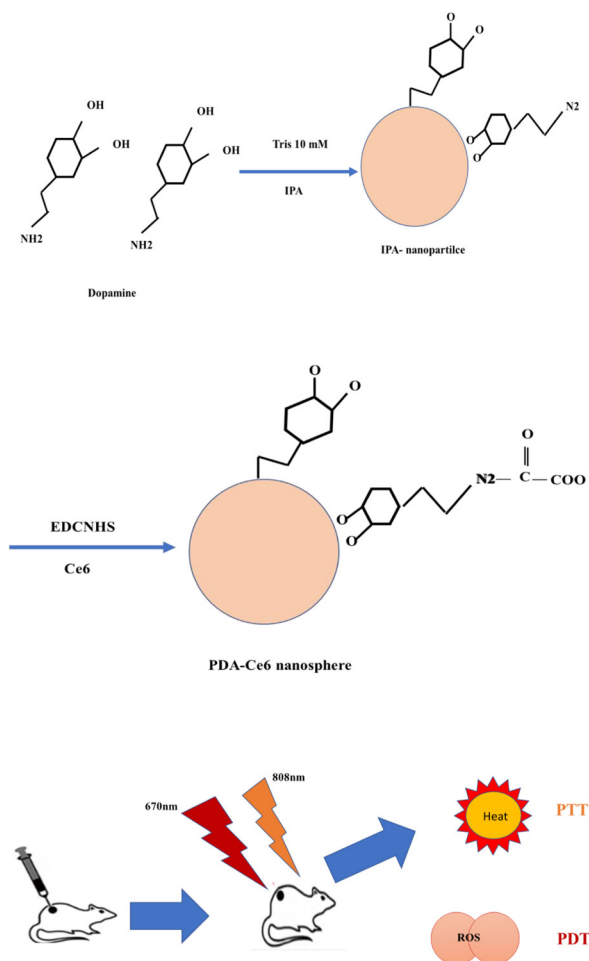 O
O
OH
OH
OH
OH
NH2
NH2
Tris 10 mM
IPA
O
O
N2
IPA- nanopartilce
Dopamine
O
O
O
O
O
N2
C
COO
EDCNHS
Ce6
PDA-Ce6 nanosphere
670nm
808nm
Heat
PTT
ROS
PDT